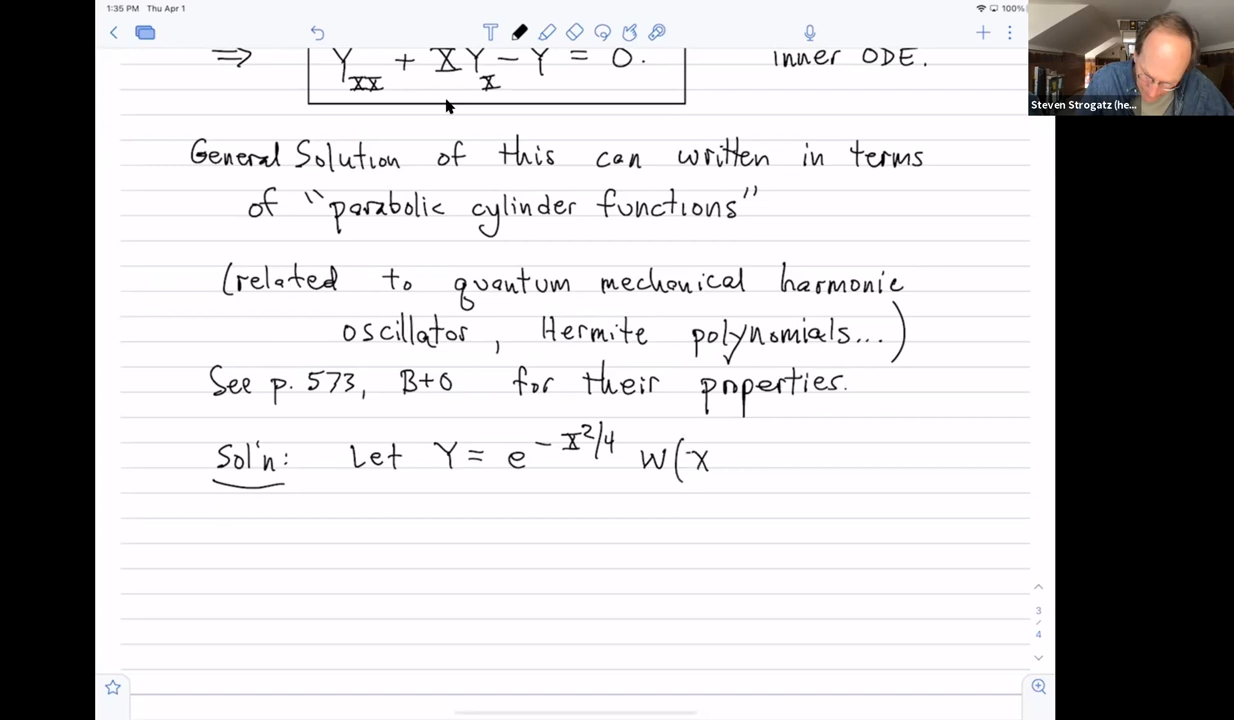 1:35 PM Thu Apr 1
100%
⇒ Y_XX + X Y_X − Y = 0. inner ODE.
Steven Strogatz (he...
General Solution of this can written in terms
of "parabolic cylinder functions"
(related to quantum mechanical harmonic
oscillator, Hermite polynomials...)
See p. 573, B+O for their properties.
Sol'n: Let Y = e^{-X²/4} W(X
3
/
4